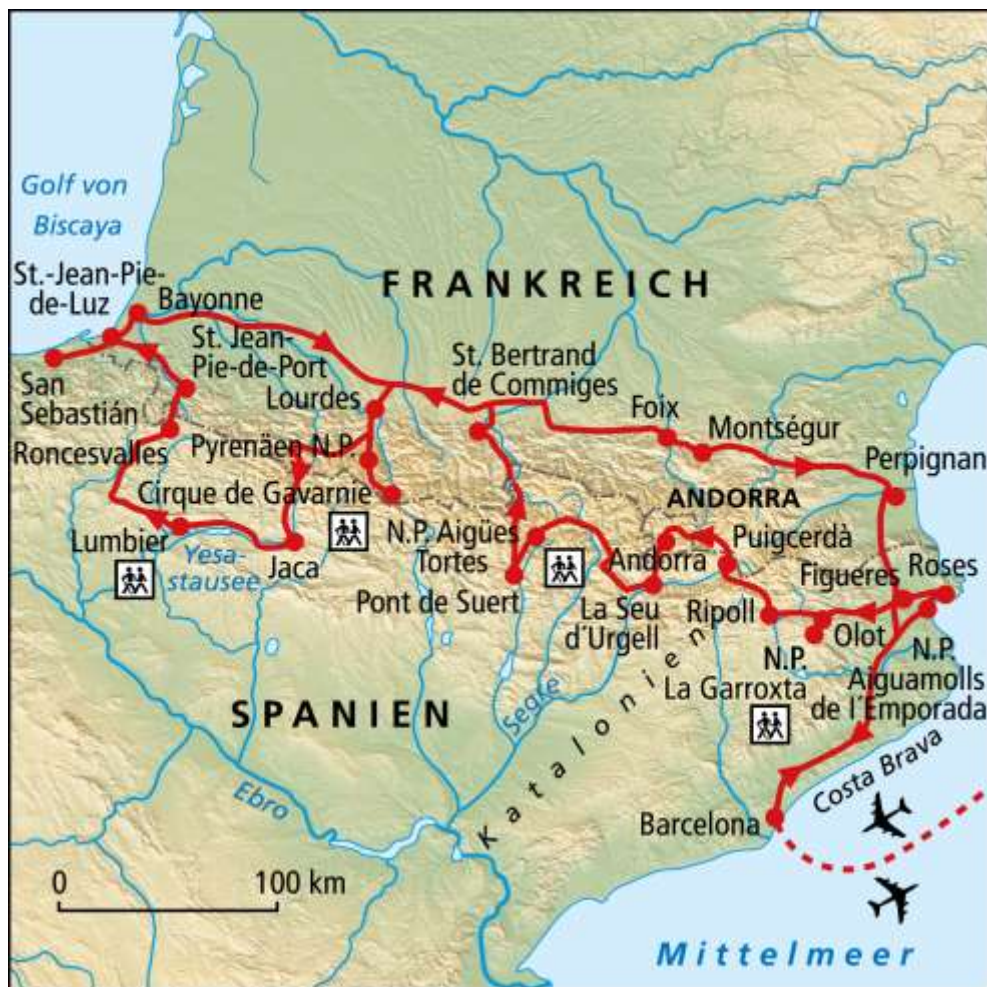 Golf von
Biscaya
St.-Jean-Pie-
de-Luz
Bayonne
FRANKREICH
St. Jean-
Pie-de-Port
St. Bertrand
de Commiges
San
Sebastián
Lourdes
Foix
Montségur
Roncesvalles
Pyrenäen N.P.
Perpignan
Cirque de Gavarnie
ANDORRA
Lumbier
Yesa-
stausee
Jaca
N.P. Aigües
Tortes
Pont de Suert
Andorra
Puigcerdà
Figueres
Roses
La Seu
d´Urgell
Ripoll
Olot
N.P.
La Garroxta
N.P.
Aiguamolls
de l´Emporada
SPANIEN
Segre
Katalonien
Ebro
Barcelona
Costa Brava
0 100 km
Mittelmeer